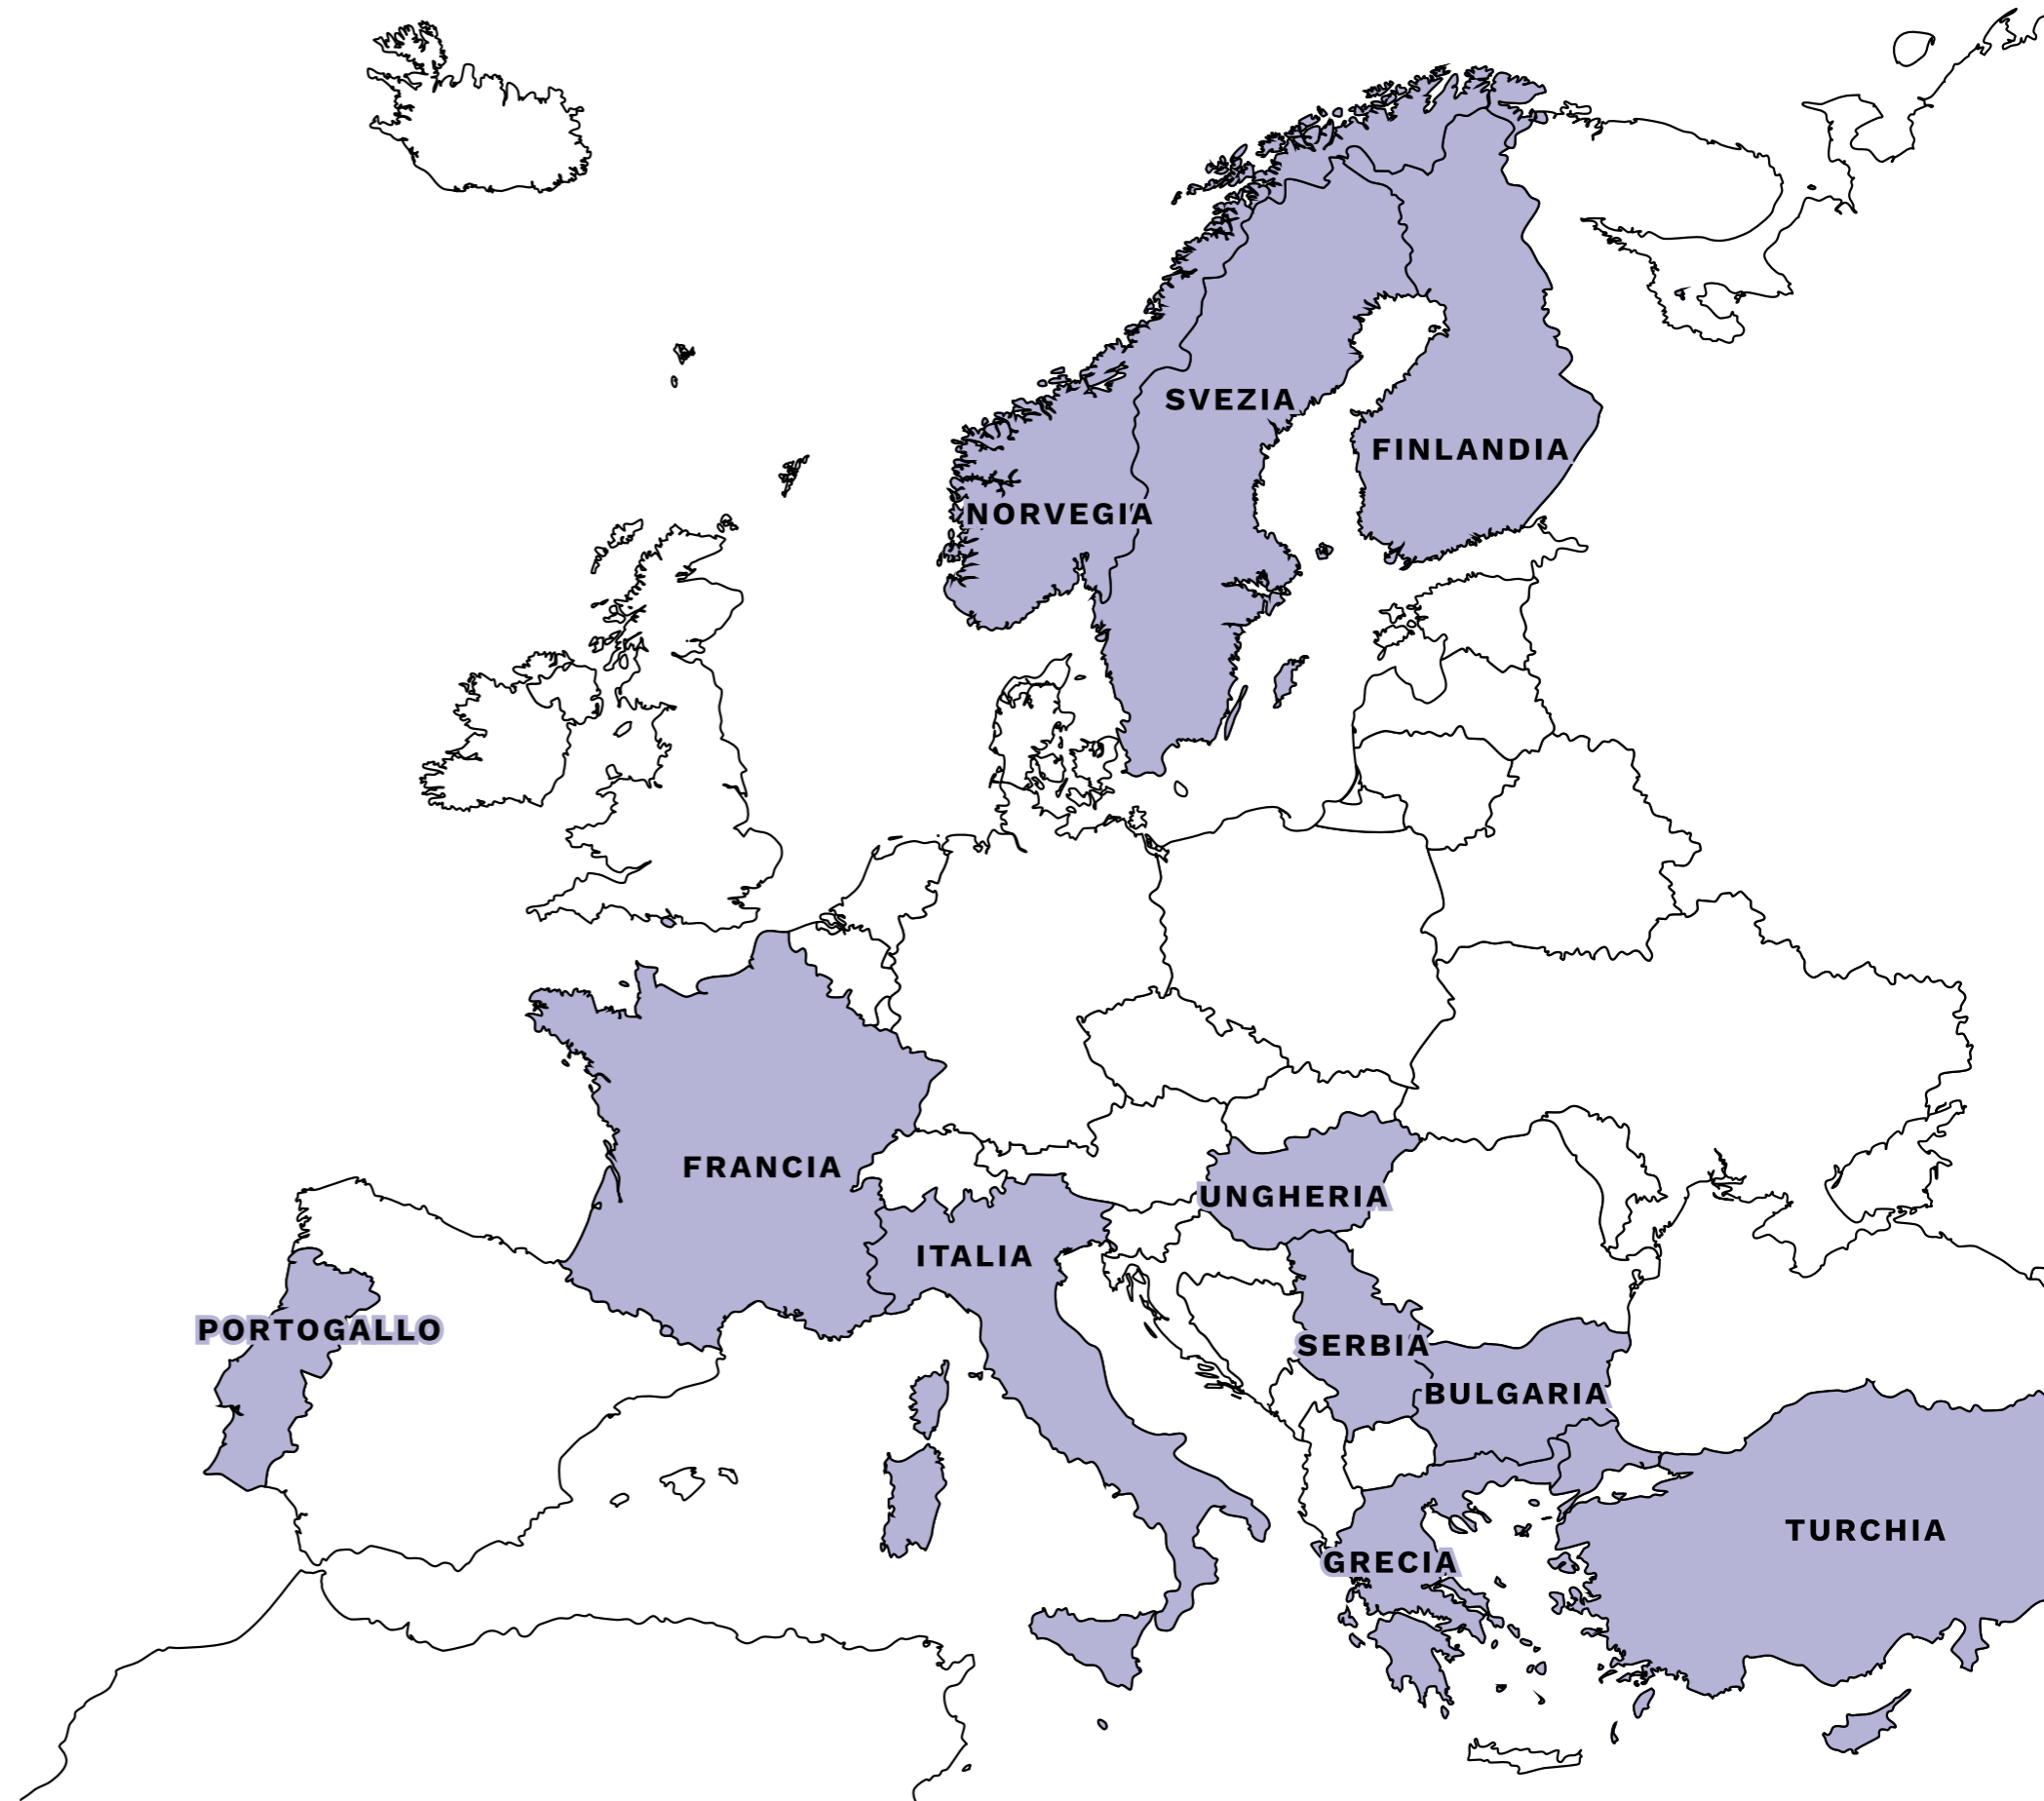 SVEZIA
FINLANDIA
NORVEGIA
FRANCIA
UNGHERIA
ITALIA
PORTOGALLO
SERBIA
BULGARIA
TURCHIA
GRECIA